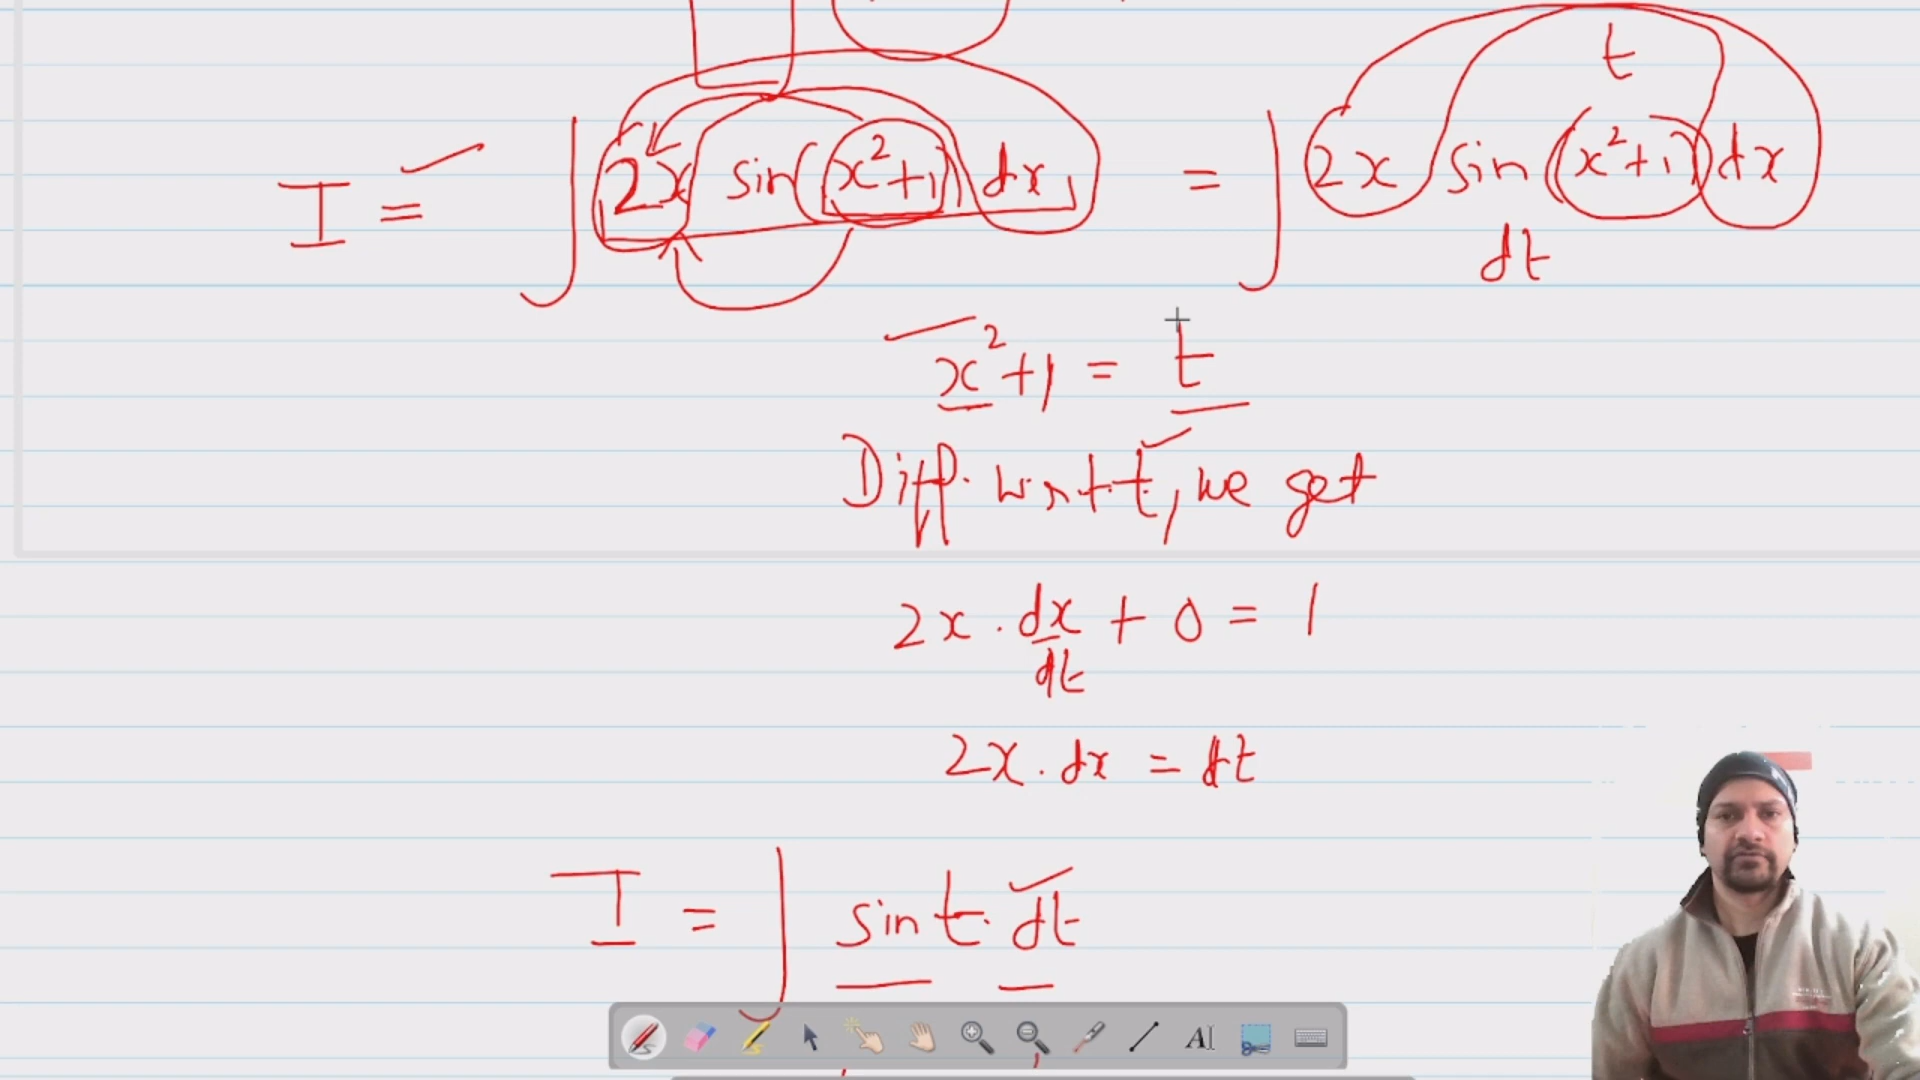 I = ∫ 2x sin(x²+1) dx = ∫ 2x sin(x²+1) dx
t
dt
x²+1 = t
Diff. w.r.t t, we get
2x . dx/dt + 0 = 1
2x . dx = dt
I = ∫ sin t . dt
AI